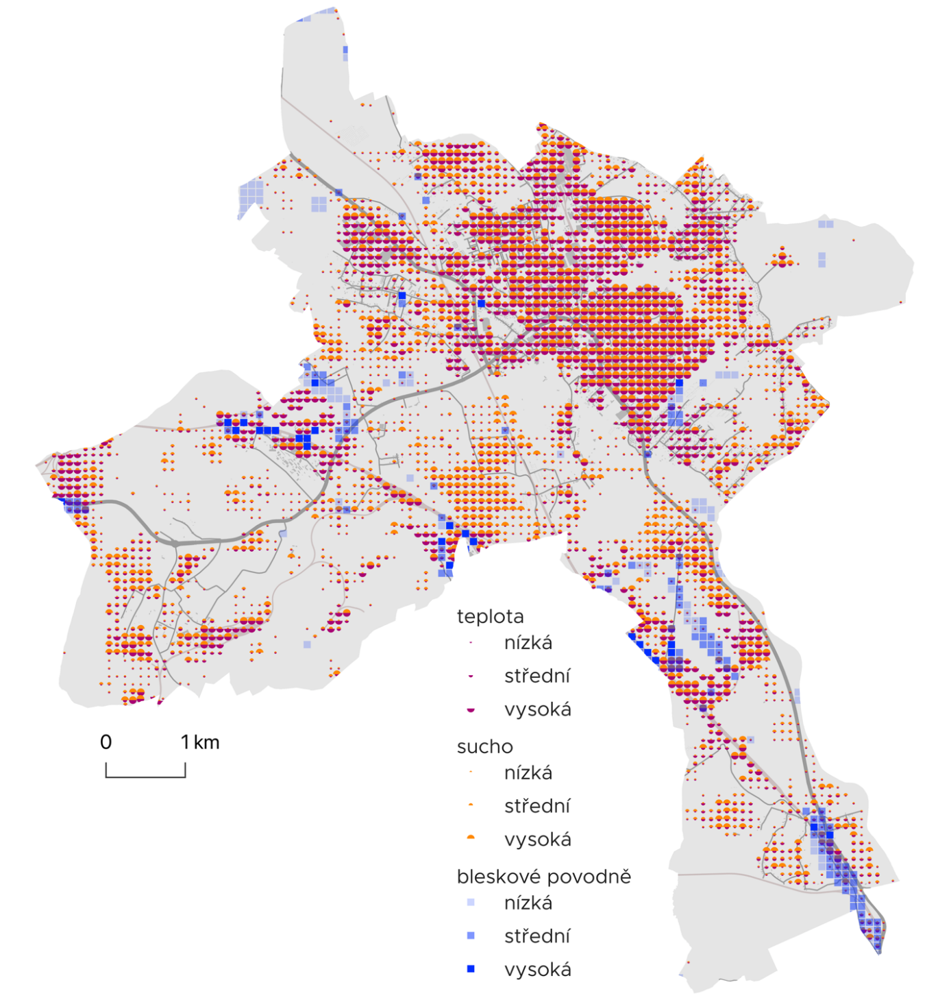 teplota
nízká
střední
vysoká
0 1 km
sucho
nízká
střední
vysoká
bleskové povodně
nízká
střední
vysoká